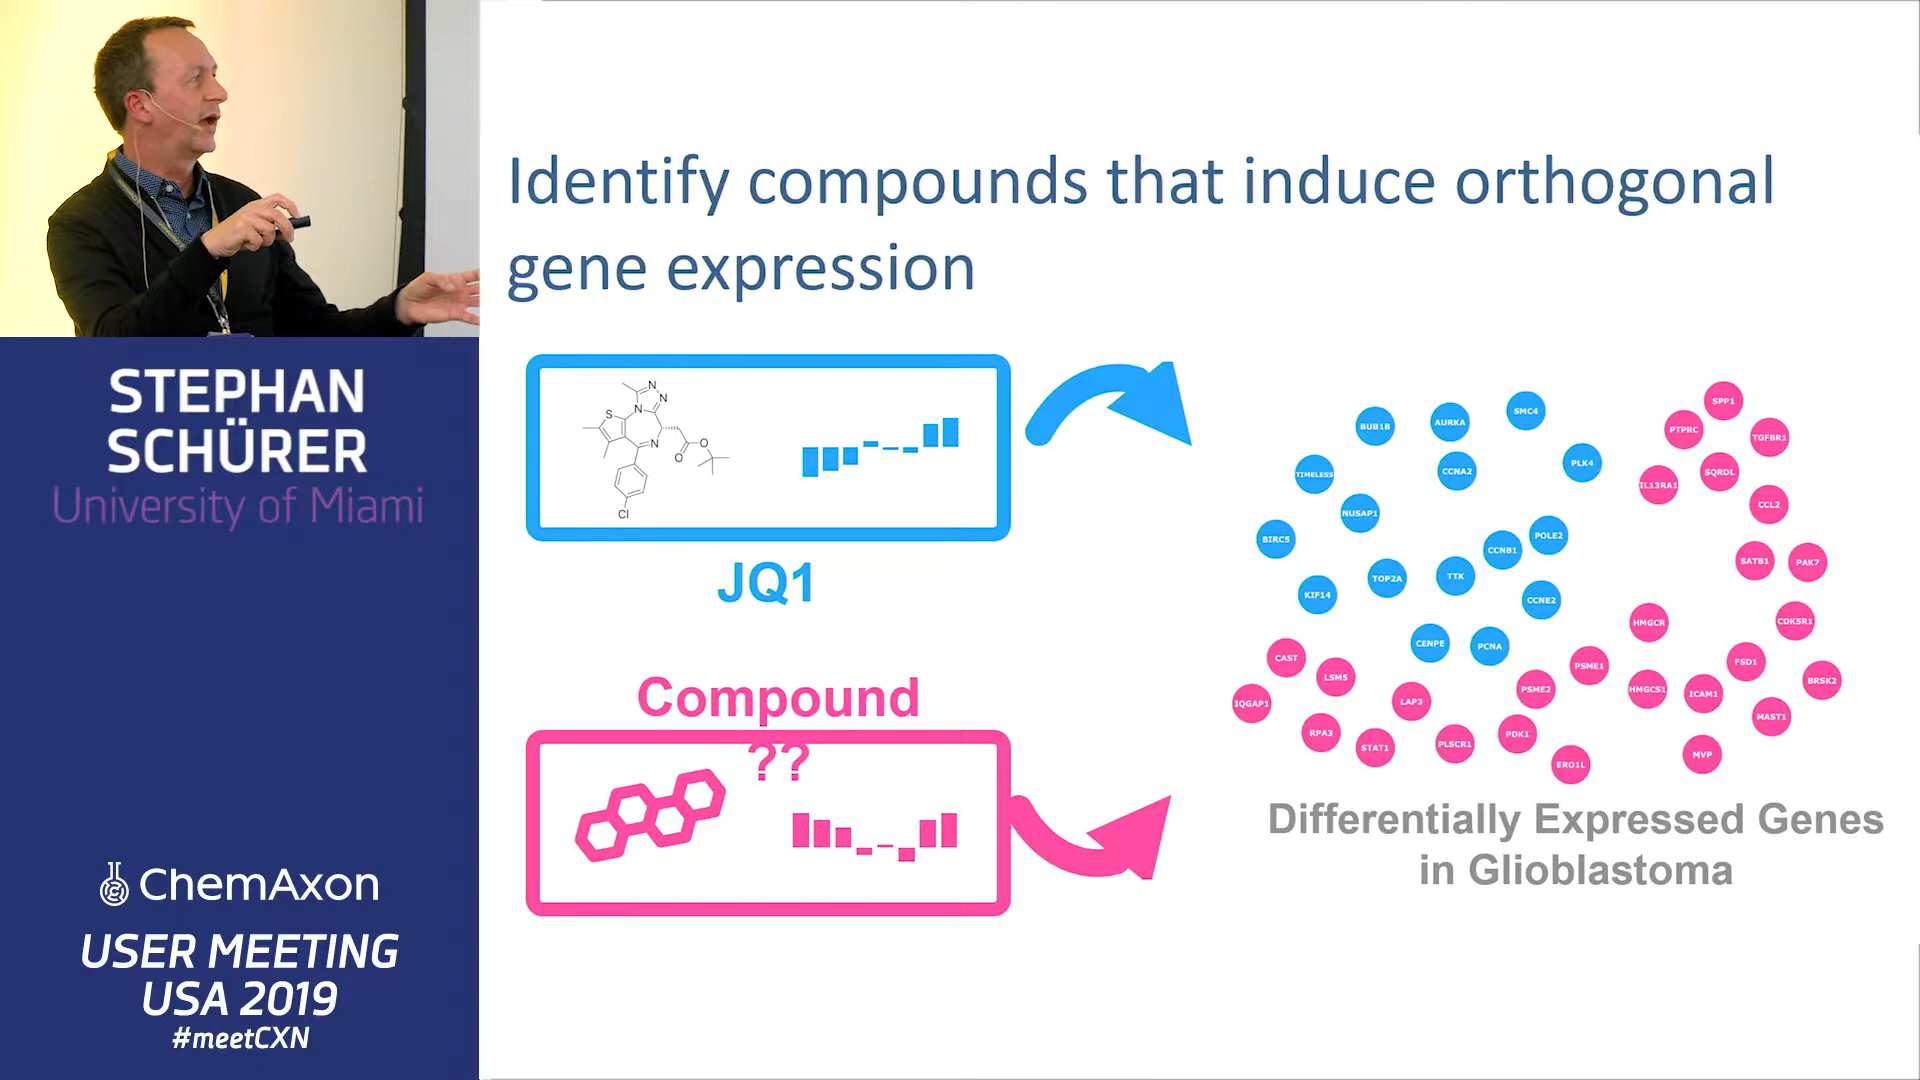 STEPHAN
SCHÜRER
University of Miami
ChemAxon
USER MEETING
USA 2019
#meetCXN
Identify compounds that induce orthogonal
gene expression
N
N
N
S
N
O
O
Cl
JQ1
Compound
??
BUB1B
AURKA
SMC4
TIMELESS
CCNA2
PLK4
NUSAP1
BIRC5
CCNB1
POLE2
TOP2A
TTK
KIF14
CCNE2
CENPE
PCNA
SPP1
PTPRC
TGFBR1
SQRDL
IL13RA1
CCL2
SATB1
PAK7
HMGCR
CDK5R1
CAST
LSM5
PSME1
FSD1
IQGAP1
LAP3
PSME2
HMGCS1
ICAM1
BRSK2
RPA3
STAT1
PLSCR1
PDK1
MAST1
ERO1L
MVP
Differentially Expressed Genes
in Glioblastoma